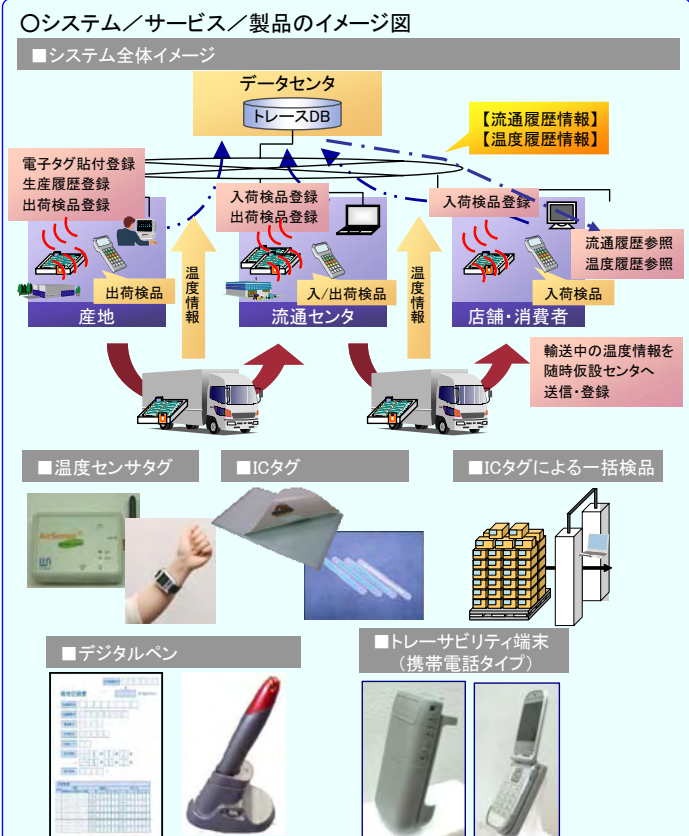 ○システム／サービス／製品のイメージ図
■システム全体イメージ
データセンタ
トレースDB
【流通履歴情報】
【温度履歴情報】
電子タグ貼付登録
生産履歴登録
出荷検品登録
入荷検品登録
出荷検品登録
入荷検品登録
流通履歴参照
温度履歴参照
出荷検品
産地
温度情報
入/出荷検品
流通センタ
温度情報
入荷検品
店舗・消費者
輸送中の温度情報を
随時仮設センタへ
送信・登録
■温度センサタグ
■ICタグ
■ICタグによる一括検品
AirSense
■デジタルペン
■トレーサビリティ端末
（携帯電話タイプ）